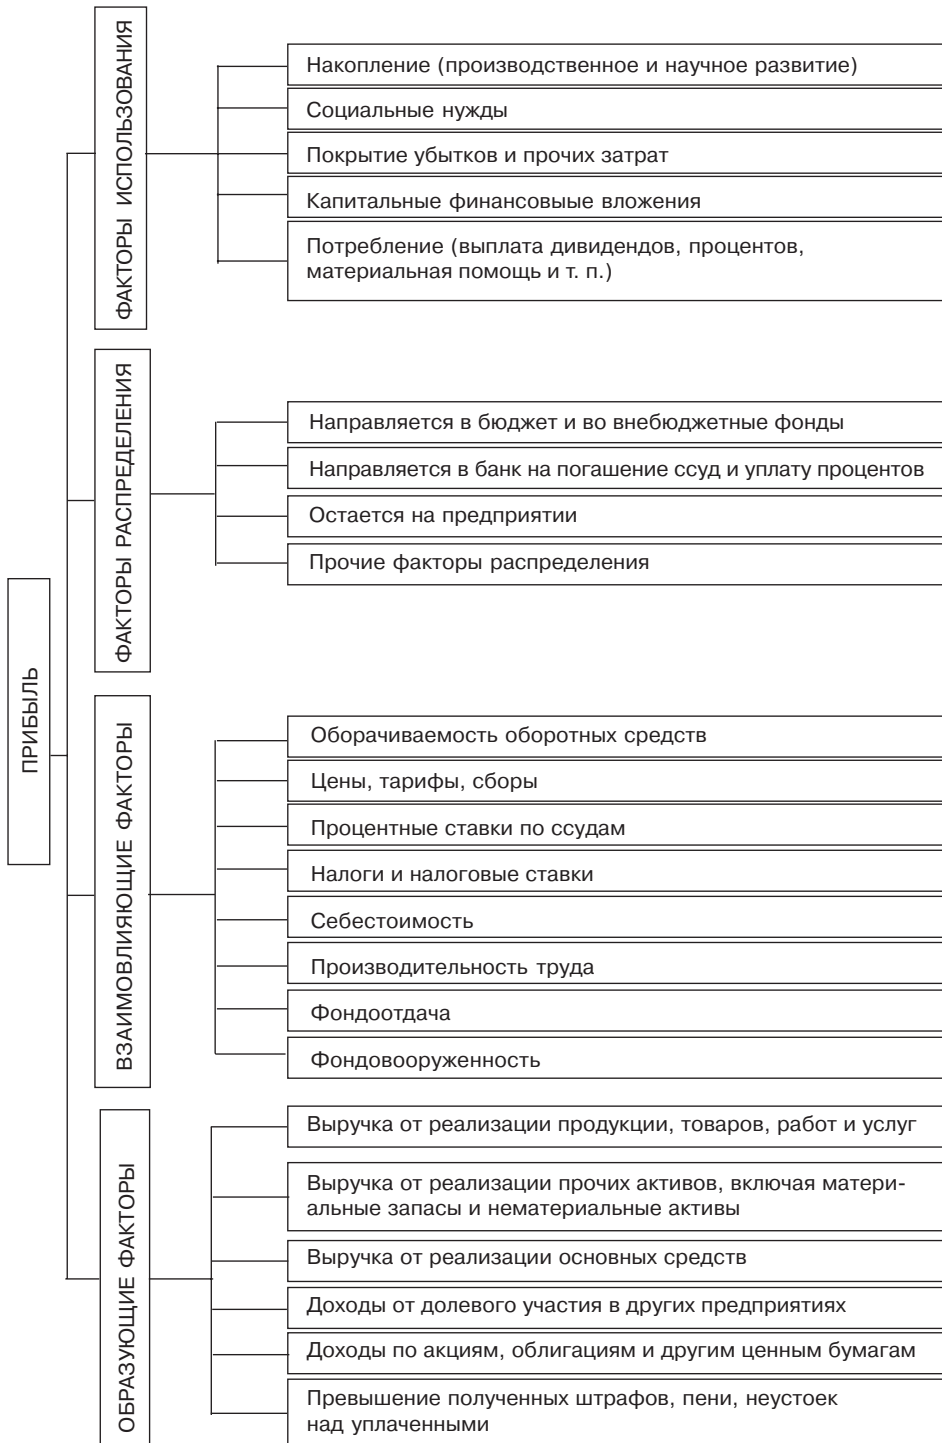 ПРИБЫЛЬ
ФАКТОРЫ ИСПОЛЬЗОВАНИЯ
Накопление (производственное и научное развитие)
Социальные нужды
Покрытие убытков и прочих затрат
Капитальные финансовыые вложения
Потребление (выплата дивидендов, процентов,
материальная помощь и т. п.)
ФАКТОРЫ РАСПРЕДЕЛЕНИЯ
Направляется в бюджет и во внебюджетные фонды
Направляется в банк на погашение ссуд и уплату процентов
Остается на предприятии
Прочие факторы распределения
ВЗАИМОВЛИЯЮЩИЕ ФАКТОРЫ
Оборачиваемость оборотных средств
Цены, тарифы, сборы
Процентные ставки по ссудам
Налоги и налоговые ставки
Себестоимость
Производительность труда
Фондоотдача
Фондовооруженность
ОБРАЗУЮЩИЕ ФАКТОРЫ
Выручка от реализации продукции, товаров, работ и услуг
Выручка от реализации прочих активов, включая матери-
альные запасы и нематериальные активы
Выручка от реализации основных средств
Доходы от долевого участия в других предприятиях
Доходы по акциям, облигациям и другим ценным бумагам
Превышение полученных штрафов, пени, неустоек
над уплаченными